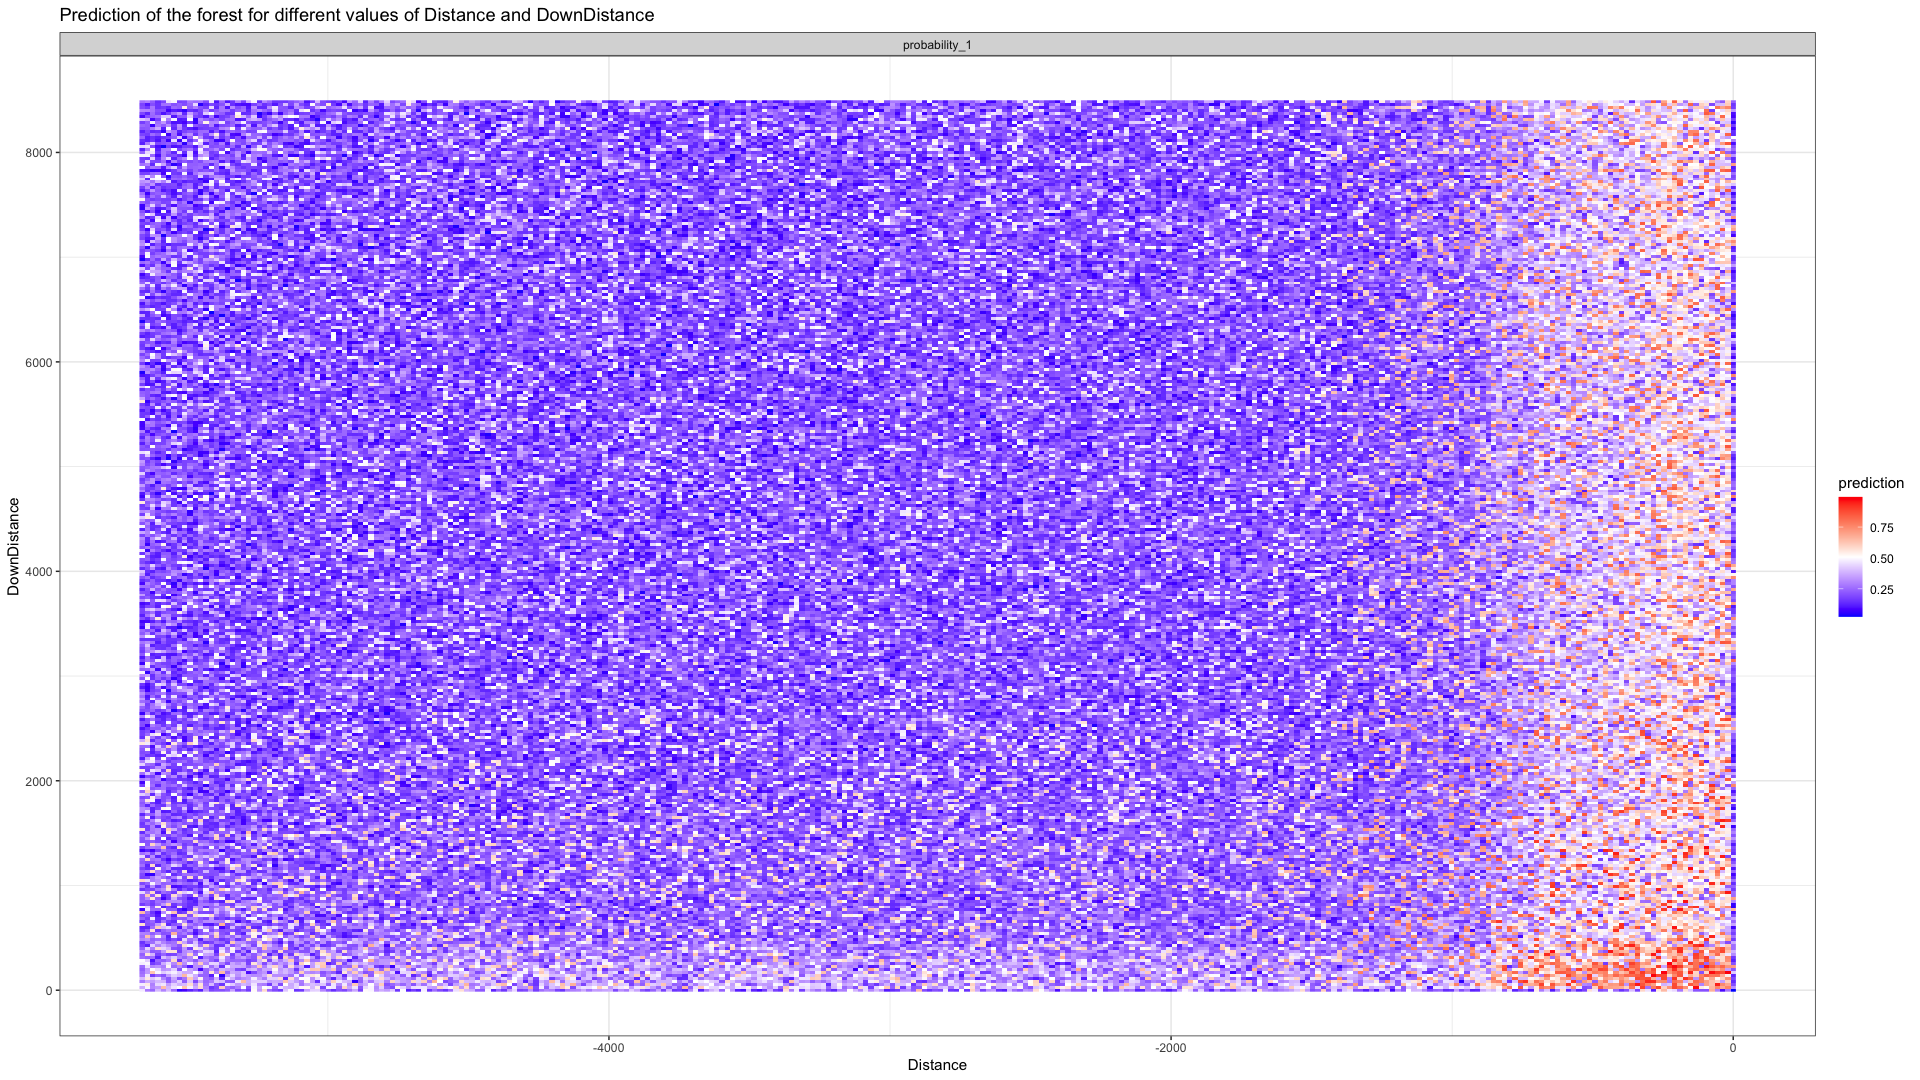 Prediction of the forest for different values of Distance and DownDistance
probability_1
8000
6000
4000
2000
0
DownDistance
-4000
-2000
0
Distance
prediction
0.75
0.50
0.25